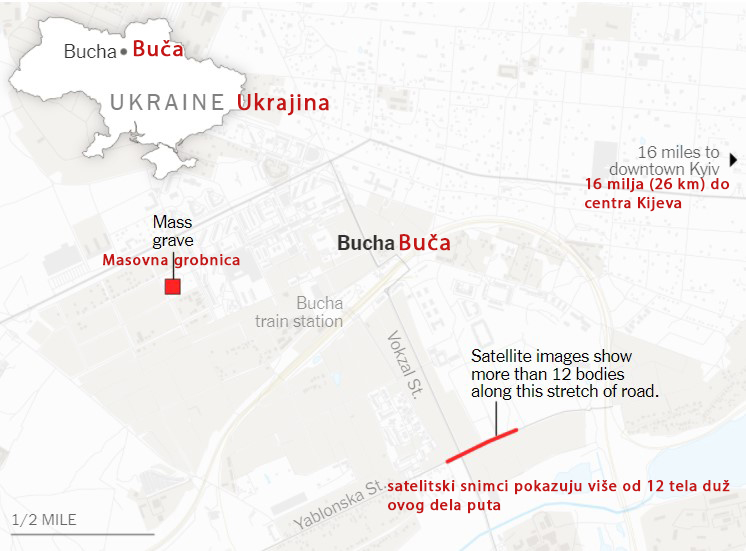 Bucha Buča
UKRAINE Ukrajina
16 miles to
downtown Kyiv
16 milja (26 km) do
centra Kijeva
Mass
grave
Masovna grobnica
Bucha Buča
Bucha
train station
Vokzal St.
Satellite images show
more than 12 bodies
along this stretch of road.
satelitski snimci pokazuju više od 12 tela duž
ovog dela puta
Yablonska St.
1/2 MILE